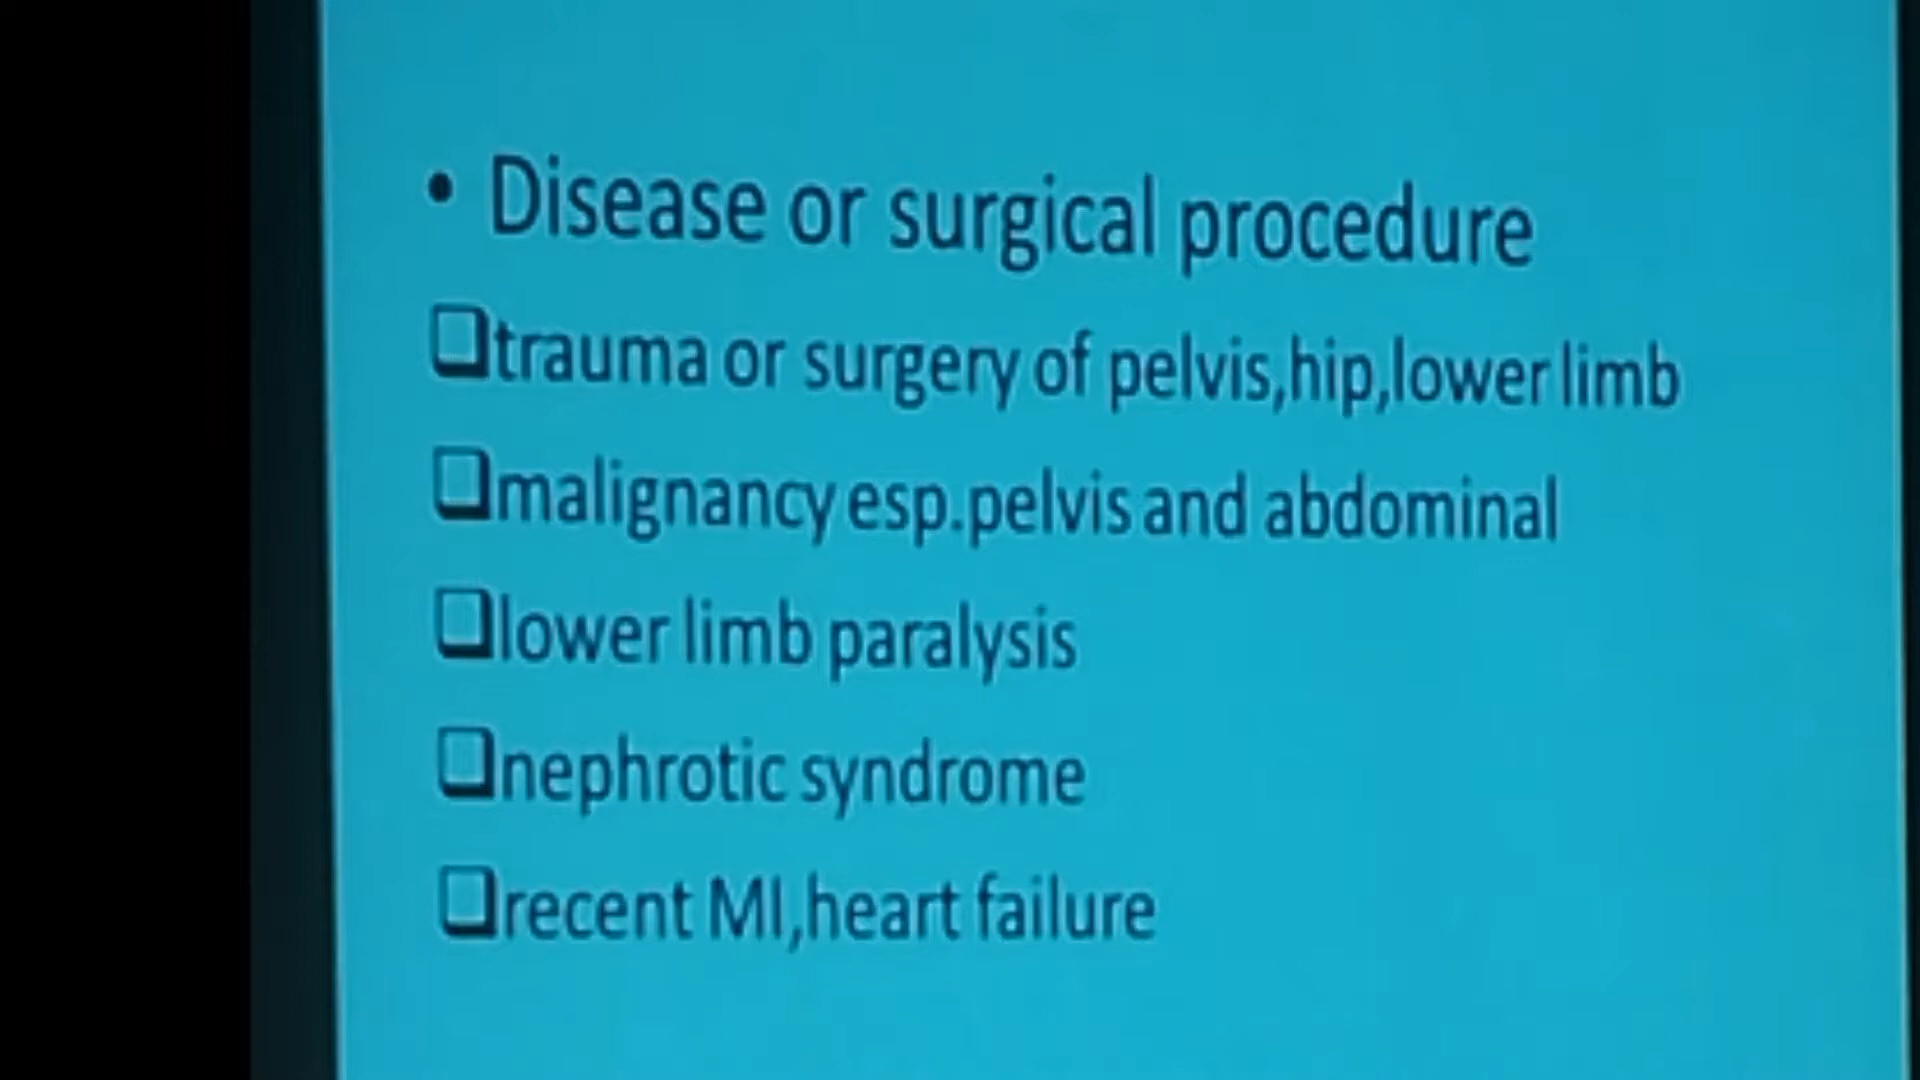 • Disease or surgical procedure
❑trauma or surgery of pelvis,hip,lower limb
❑malignancy esp.pelvis and abdominal
❑lower limb paralysis
❑nephrotic syndrome
❑recent MI,heart failure